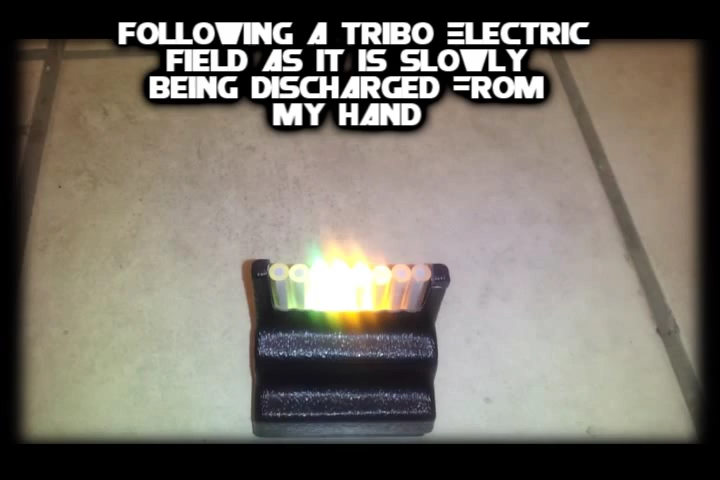 FOLLOWING A TRIBO ELECTRIC
FIELD AS IT IS SLOWLY
BEING DISCHARGED FROM
MY HAND